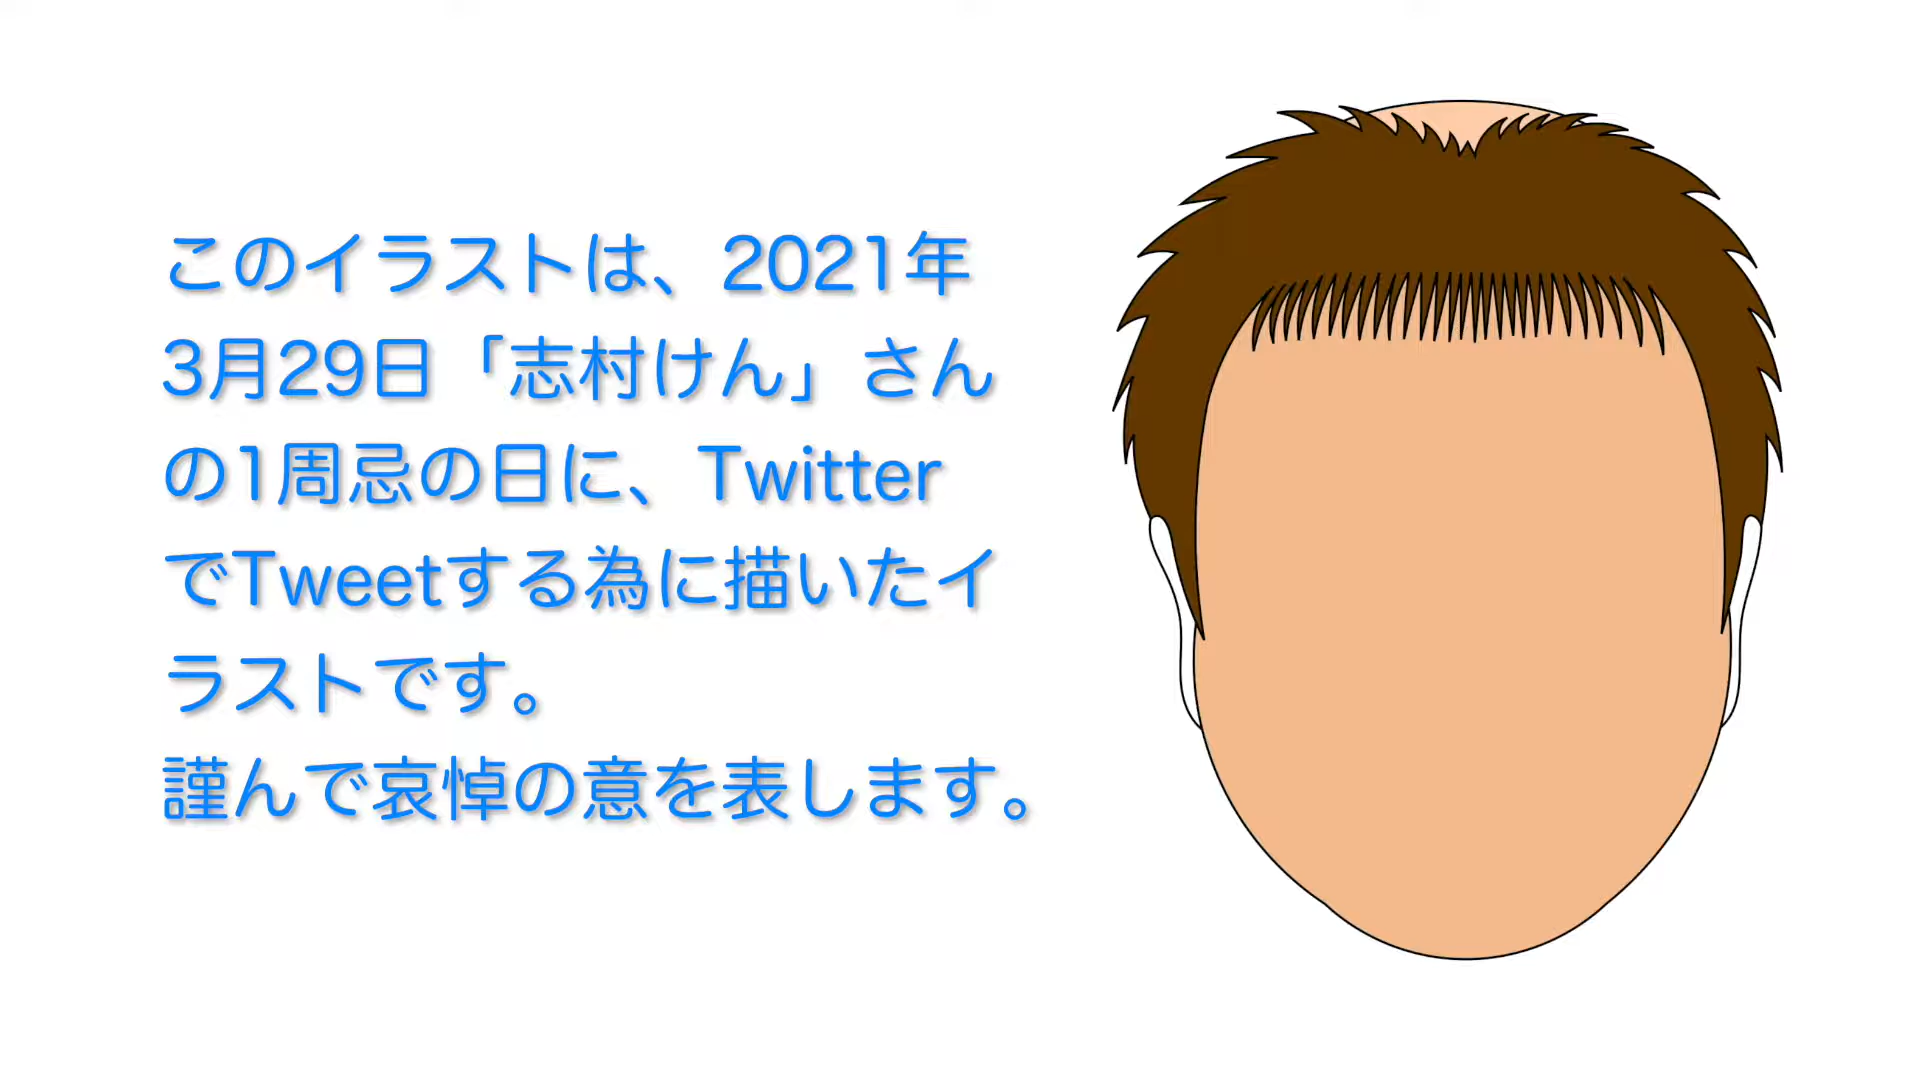 このイラストは、2021年
3月29日「志村けん」さん
の1周忌の日に、Twitter
でTweetする為に描いたイ
ラストです。
謹んで哀悼の意を表します。